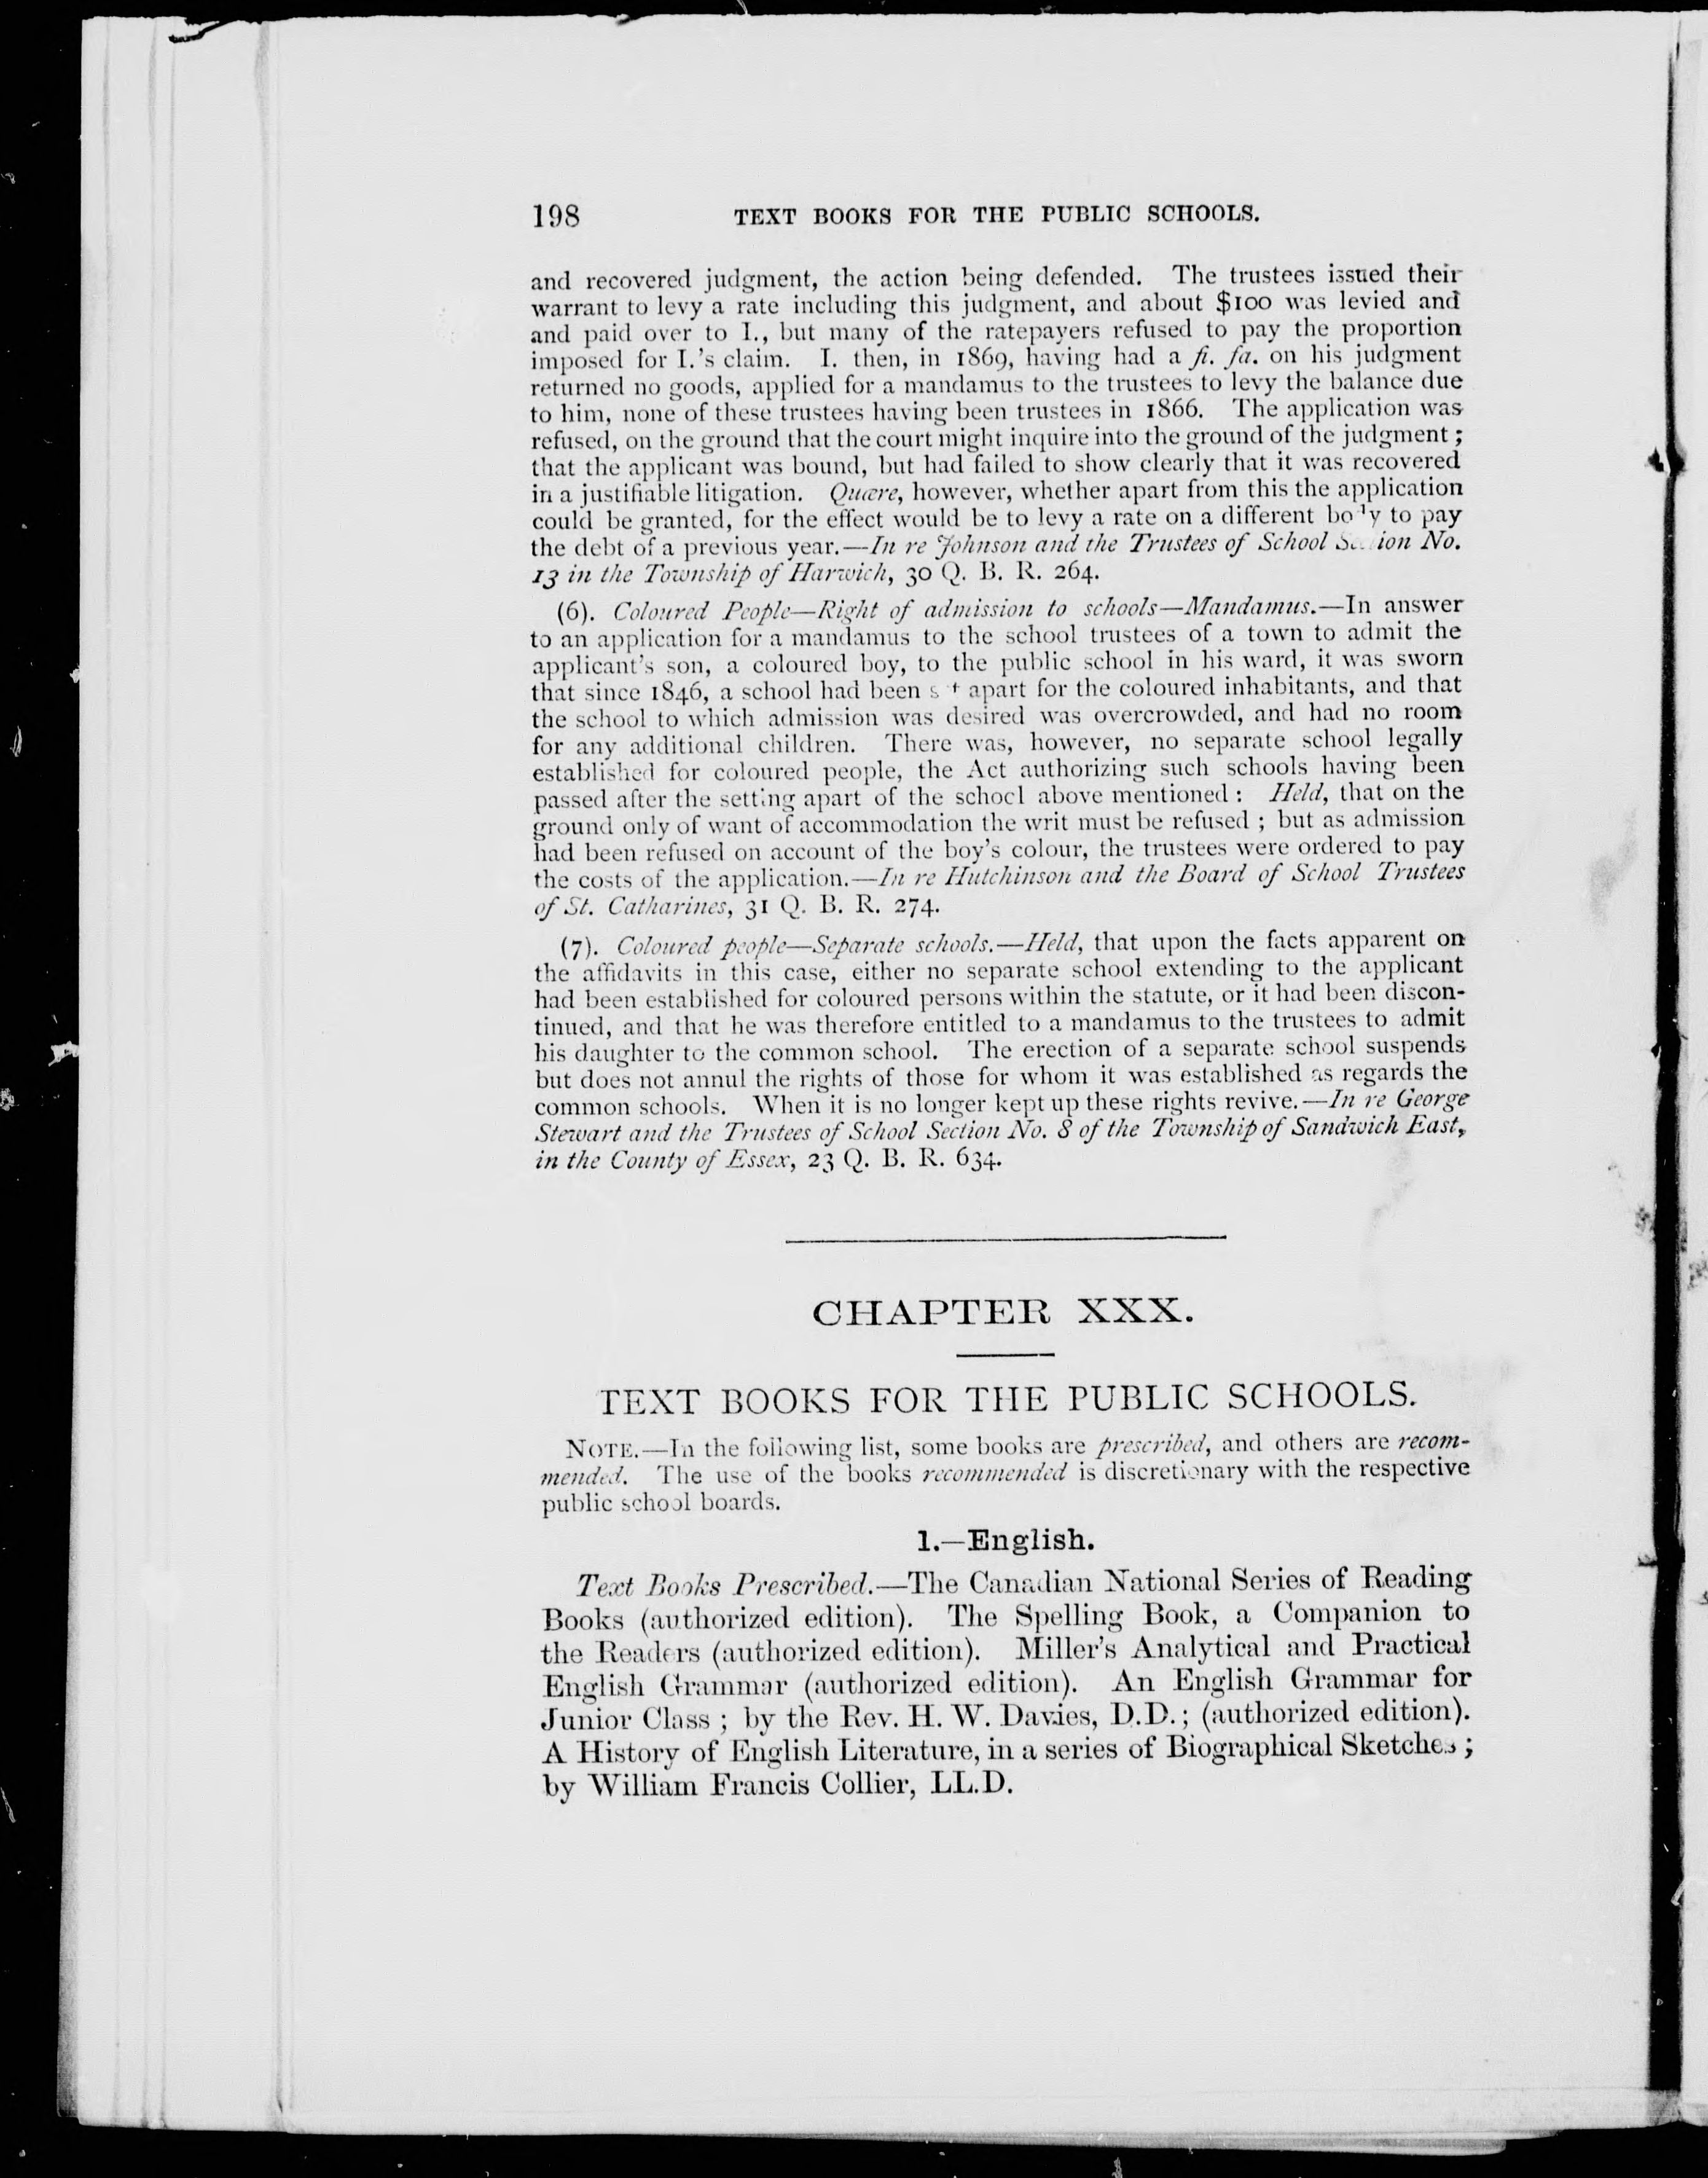 198 TEXT BOOKS FOR THE PUBLIC SCHOOLS.
and recovered judgment, the action being defended. The trustees issued their
warrant to levy a rate including this judgment, and about $100 was levied and
and paid over to I., but many of the ratepayers refused to pay the proportion
imposed for I.'s claim. I. then, in 1869, having had a fi. fa. on his judgment
returned no goods, applied for a mandamus to the trustees to levy the balance due
to him, none of these trustees having been trustees in 1866. The application was
refused, on the ground that the court might inquire into the ground of the judgment ;
that the applicant was bound, but had failed to show clearly that it was recovered
in a justifiable litigation. Quære, however, whether apart from this the application
could be granted, for the effect would be to levy a rate on a different body to pay
the debt of a previous year.—In re Johnson and the Trustees of School Section No.
13 in the Township of Harwich, 30 Q. B. R. 264.
(6). Coloured People—Right of admission to schools—Mandamus.—In answer
to an application for a mandamus to the school trustees of a town to admit the
applicant's son, a coloured boy, to the public school in his ward, it was sworn
that since 1846, a school had been set apart for the coloured inhabitants, and that
the school to which admission was desired was overcrowded, and had no room
for any additional children. There was, however, no separate school legally
established for coloured people, the Act authorizing such schools having been
passed after the setting apart of the school above mentioned : Held, that on the
ground only of want of accommodation the writ must be refused ; but as admission
had been refused on account of the boy's colour, the trustees were ordered to pay
the costs of the application.—In re Hutchinson and the Board of School Trustees
of St. Catharines, 31 Q. B. R. 274.
(7). Coloured people—Separate schools.—Held, that upon the facts apparent on
the affidavits in this case, either no separate school extending to the applicant
had been established for coloured persons within the statute, or it had been discon-
tinued, and that he was therefore entitled to a mandamus to the trustees to admit
his daughter to the common school. The erection of a separate school suspends
but does not annul the rights of those for whom it was established as regards the
common schools. When it is no longer kept up these rights revive.—In re George
Stewart and the Trustees of School Section No. 8 of the Township of Sandwich East,
in the County of Essex, 23 Q. B. R. 634.
CHAPTER XXX.
TEXT BOOKS FOR THE PUBLIC SCHOOLS.
NOTE.—In the following list, some books are prescribed, and others are recom-
mended. The use of the books recommended is discretionary with the respective
public school boards.
1.—English.
Text Books Prescribed.—The Canadian National Series of Reading
Books (authorized edition). The Spelling Book, a Companion to
the Readers (authorized edition). Miller's Analytical and Practical
English Grammar (authorized edition). An English Grammar for
Junior Class ; by the Rev. H. W. Davies, D.D. ; (authorized edition).
A History of English Literature, in a series of Biographical Sketches ;
by William Francis Collier, LL.D.